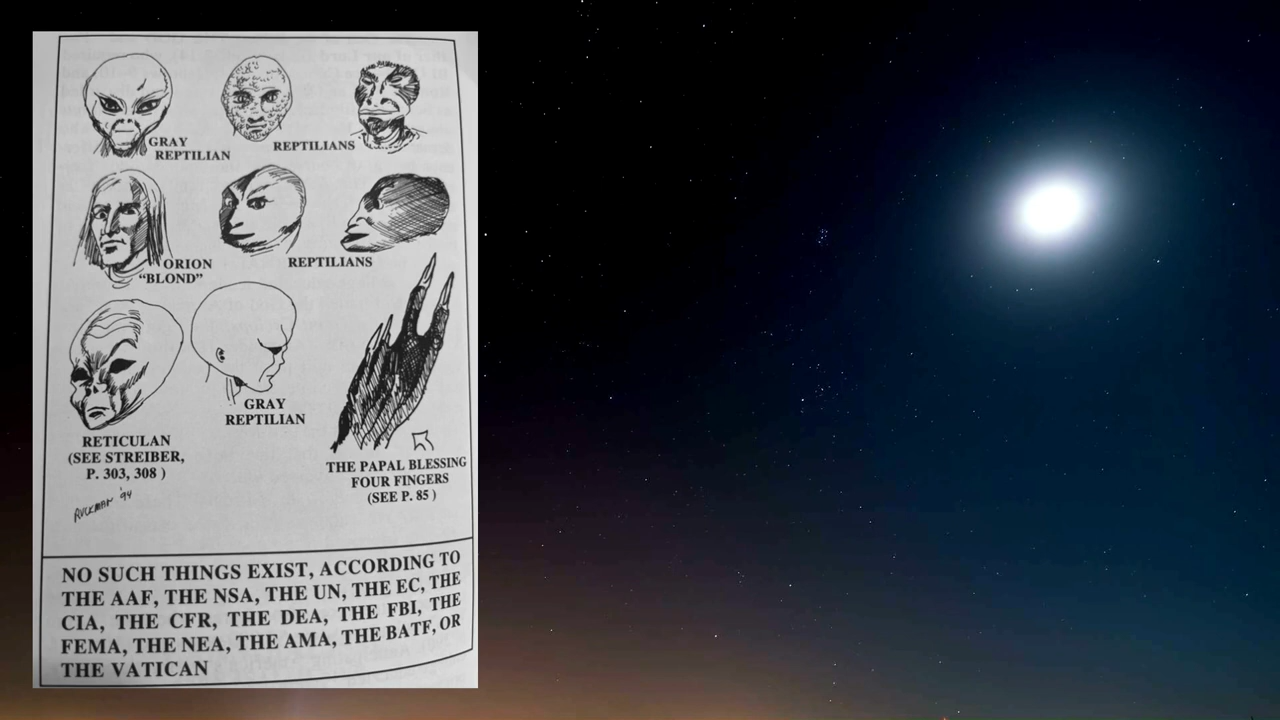 GRAY
REPTILIAN
REPTILIANS
ORION
“BLOND”
REPTILIANS
GRAY
REPTILIAN
RETICULAN
(SEE STREIBER,
P. 303, 308 )
THE PAPAL BLESSING
FOUR FINGERS
(SEE P. 85 )
RUCKMAN '94
NO SUCH THINGS EXIST, ACCORDING TO
THE AAF, THE NSA, THE UN, THE EC, THE
CIA, THE CFR, THE DEA, THE FBI, THE
FEMA, THE NEA, THE AMA, THE BATF, OR
THE VATICAN